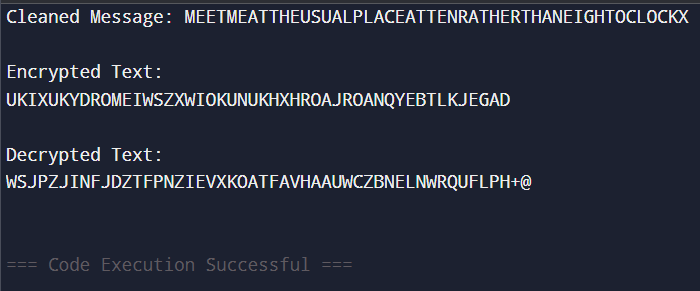 Cleaned Message: MEETMEATTHEUSUALPLACEATTENRATHERTHANEIGHTOCLOCKX
Encrypted Text:
UKIXUKYDROMEIWSZXWIOKUNUKHXHROAJROANQYEBTLKJEGAD
Decrypted Text:
WSJPZJINFJDZTFPNZIEVXKOATFAVHAAUWCZBNELNWRQUFLPH+@
=== Code Execution Successful ===